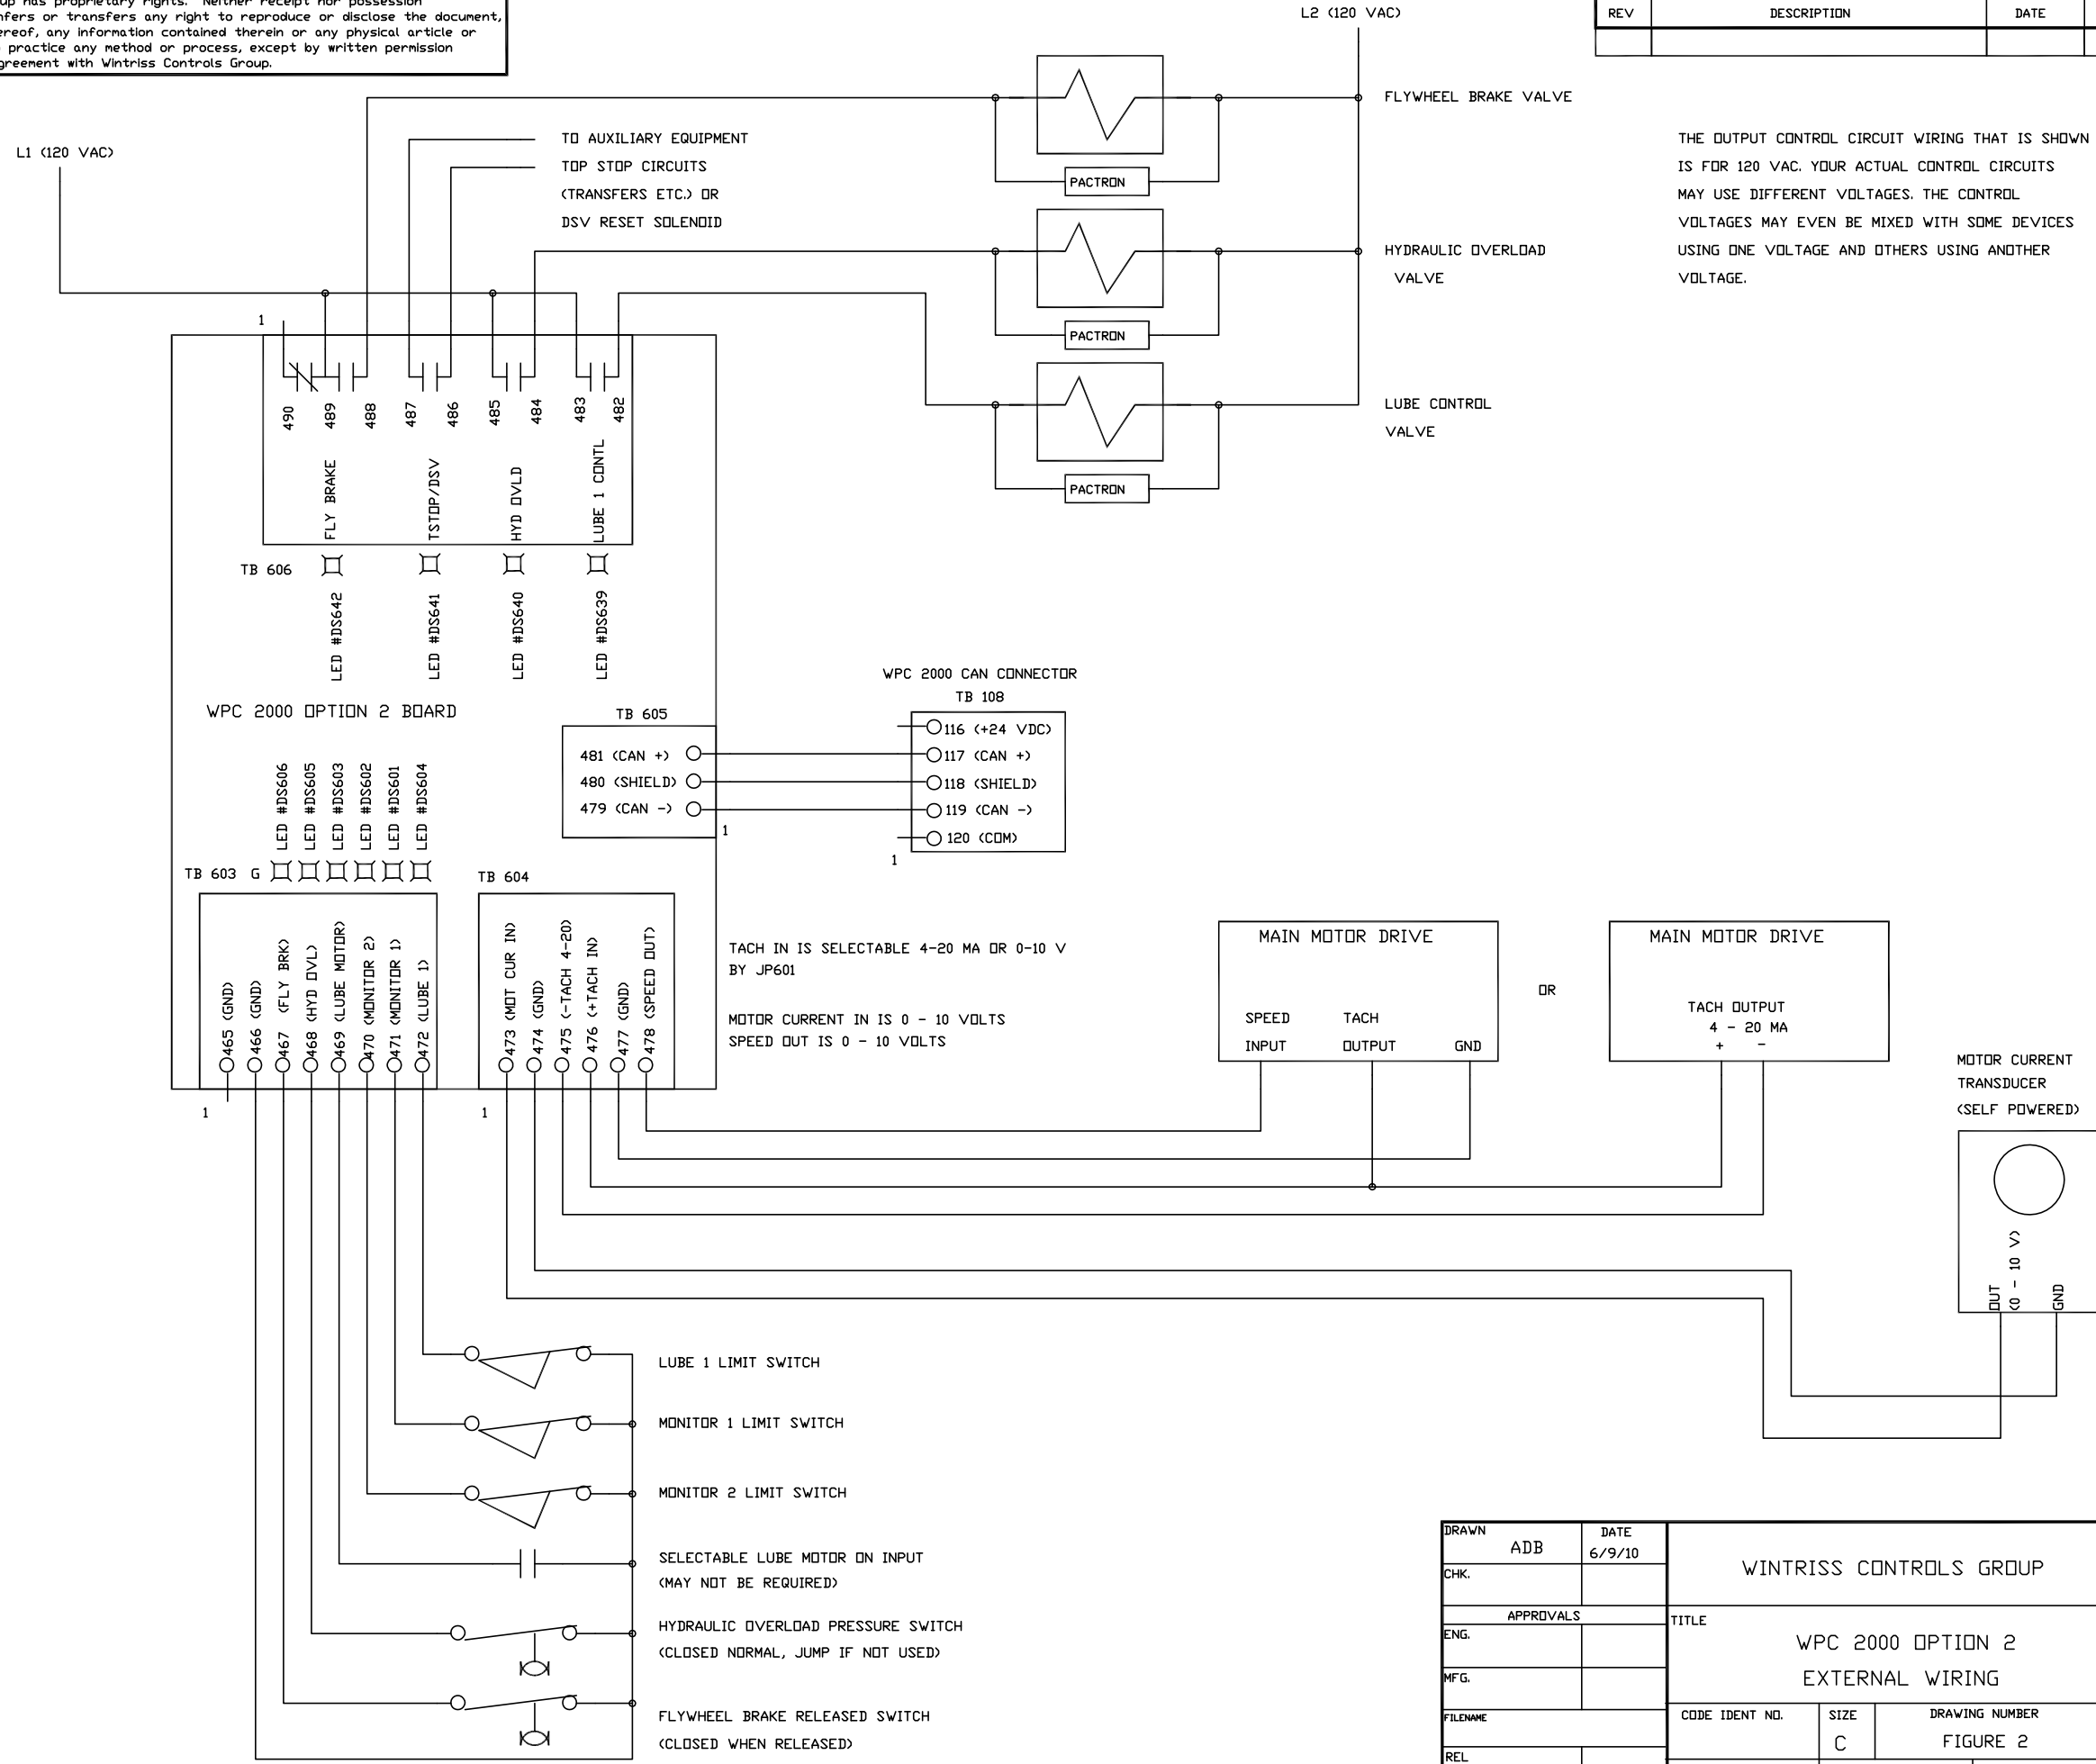 up has proprietary rights. Neither receipt nor possession
nfers or transfers any right to reproduce or disclose the document,
ereof, any information contained therein or any physical article or
practice any method or process, except by written permission
greement with Wintriss Controls Group.
L2 (120 VAC)
REV DESCRIPTION DATE
FLYWHEEL BRAKE VALVE
L1 (120 VAC)
TO AUXILIARY EQUIPMENT
TOP STOP CIRCUITS
(TRANSFERS ETC.) OR
DSV RESET SOLENOID
PACTRON
THE OUTPUT CONTROL CIRCUIT WIRING THAT IS SHOWN
IS FOR 120 VAC. YOUR ACTUAL CONTROL CIRCUITS
MAY USE DIFFERENT VOLTAGES. THE CONTROL
VOLTAGES MAY EVEN BE MIXED WITH SOME DEVICES
USING ONE VOLTAGE AND OTHERS USING ANOTHER
VOLTAGE.
HYDRAULIC OVERLOAD
VALVE
PACTRON
LUBE CONTROL
VALVE
PACTRON
1
490
489
488
487
486
485
484
483
482
FLY BRAKE
TSTOP/DSV
HYD OVLD
LUBE 1 CONTL
TB 606
LED #DS642
LED #DS641
LED #DS640
LED #DS639
WPC 2000 OPTION 2 BOARD
TB 605
481 (CAN +)
480 (SHIELD)
479 (CAN -)
1
WPC 2000 CAN CONNECTOR
TB 108
116 (+24 VDC)
117 (CAN +)
118 (SHIELD)
119 (CAN -)
120 (COM)
1
LED #DS606
LED #DS605
LED #DS603
LED #DS602
LED #DS601
LED #DS604
TB 603 G
465 (GND)
466 (GND)
467 (FLY BRK)
468 (HYD OVL)
469 (LUBE MOTOR)
470 (MONITOR 2)
471 (MONITOR 1)
472 (LUBE 1)
1
TB 604
473 (MOT CUR IN)
474 (GND)
475 (-TACH 4-20)
476 (+TACH IN)
477 (GND)
478 (SPEED OUT)
1
TACH IN IS SELECTABLE 4-20 MA OR 0-10 V
BY JP601
MOTOR CURRENT IN IS 0 - 10 VOLTS
SPEED OUT IS 0 - 10 VOLTS
MAIN MOTOR DRIVE
SPEED
INPUT
TACH
OUTPUT
GND
OR
MAIN MOTOR DRIVE
TACH OUTPUT
4 - 20 MA
+ -
MOTOR CURRENT
TRANSDUCER
(SELF POWERED)
OUT
(0 - 10 V)
GND
LUBE 1 LIMIT SWITCH
MONITOR 1 LIMIT SWITCH
MONITOR 2 LIMIT SWITCH
SELECTABLE LUBE MOTOR ON INPUT
(MAY NOT BE REQUIRED)
HYDRAULIC OVERLOAD PRESSURE SWITCH
(CLOSED NORMAL, JUMP IF NOT USED)
FLYWHEEL BRAKE RELEASED SWITCH
(CLOSED WHEN RELEASED)
DRAWN
ADB
DATE
6/9/10
CHK.
APPROVALS
ENG.
MFG.
FILENAME
REL
WINTRISS CONTROLS GROUP
TITLE
WPC 2000 OPTION 2
EXTERNAL WIRING
CODE IDENT NO.
SIZE
C
DRAWING NUMBER
FIGURE 2